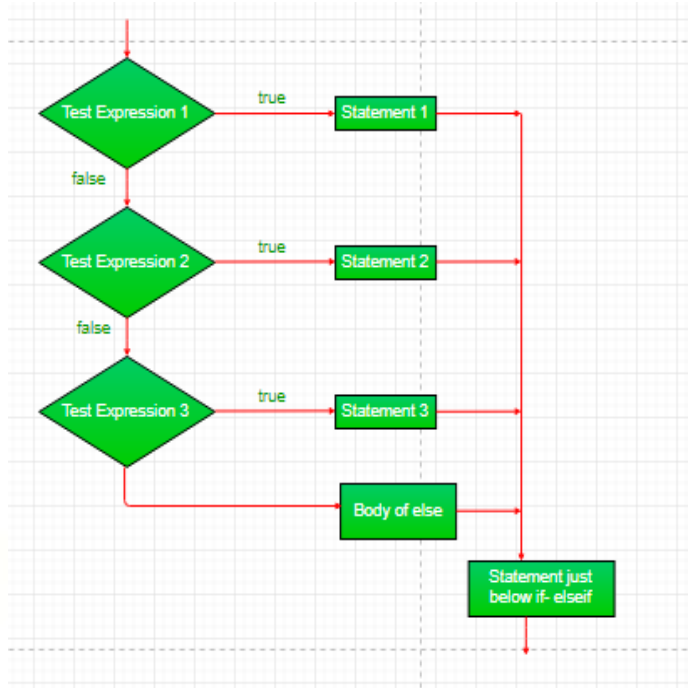 Test Expression 1
true
Statement 1
false
Test Expression 2
true
Statement 2
false
Test Expression 3
true
Statement 3
Body of else
Statement just
below if- elseif